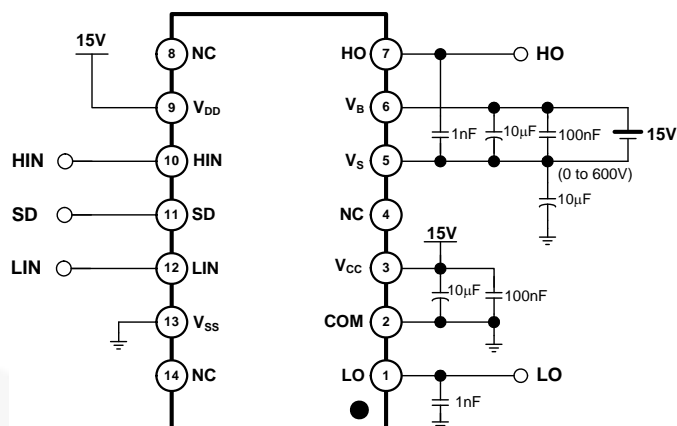 15V
8 NC
HO 7
HO
9 VDD
VB 6
1nF
10µF
100nF
15V
HIN
10 HIN
VS 5
(0 to 600V)
SD
11 SD
NC 4
10µF
15V
LIN
12 LIN
VCC 3
10µF
100nF
13 VSS
COM 2
14 NC
LO 1
LO
1nF